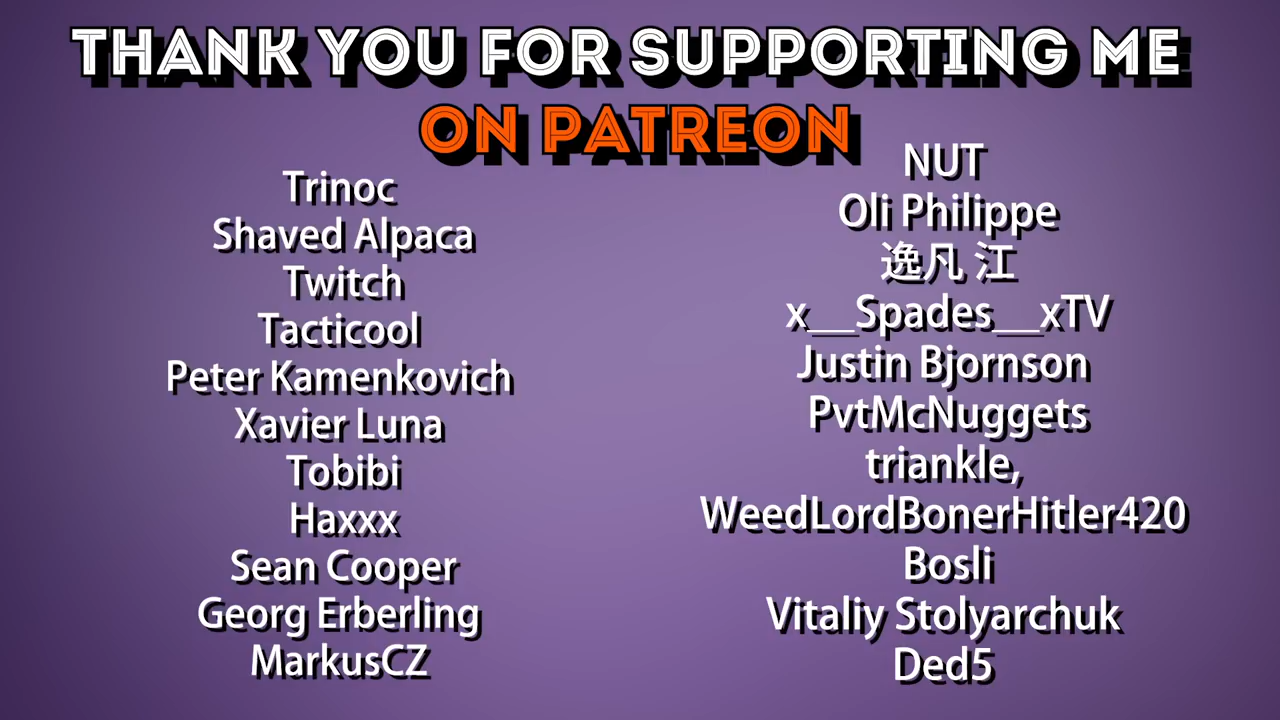 THANK YOU FOR SUPPORTING ME
ON PATREON
Trinoc
Shaved Alpaca
Twitch
Tacticool
Peter Kamenkovich
Xavier Luna
Tobibi
Haxxx
Sean Cooper
Georg Erberling
MarkusCZ
NUT
Oli Philippe
逸凡 江
x__Spades__xTV
Justin Bjornson
PvtMcNuggets
triankle,
WeedLordBonerHitler420
Bosli
Vitaliy Stolyarchuk
Ded5